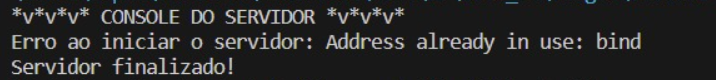 *v*v*v* CONSOLE DO SERVIDOR *v*v*v*
Erro ao iniciar o servidor: Address already in use: bind
Servidor finalizado!